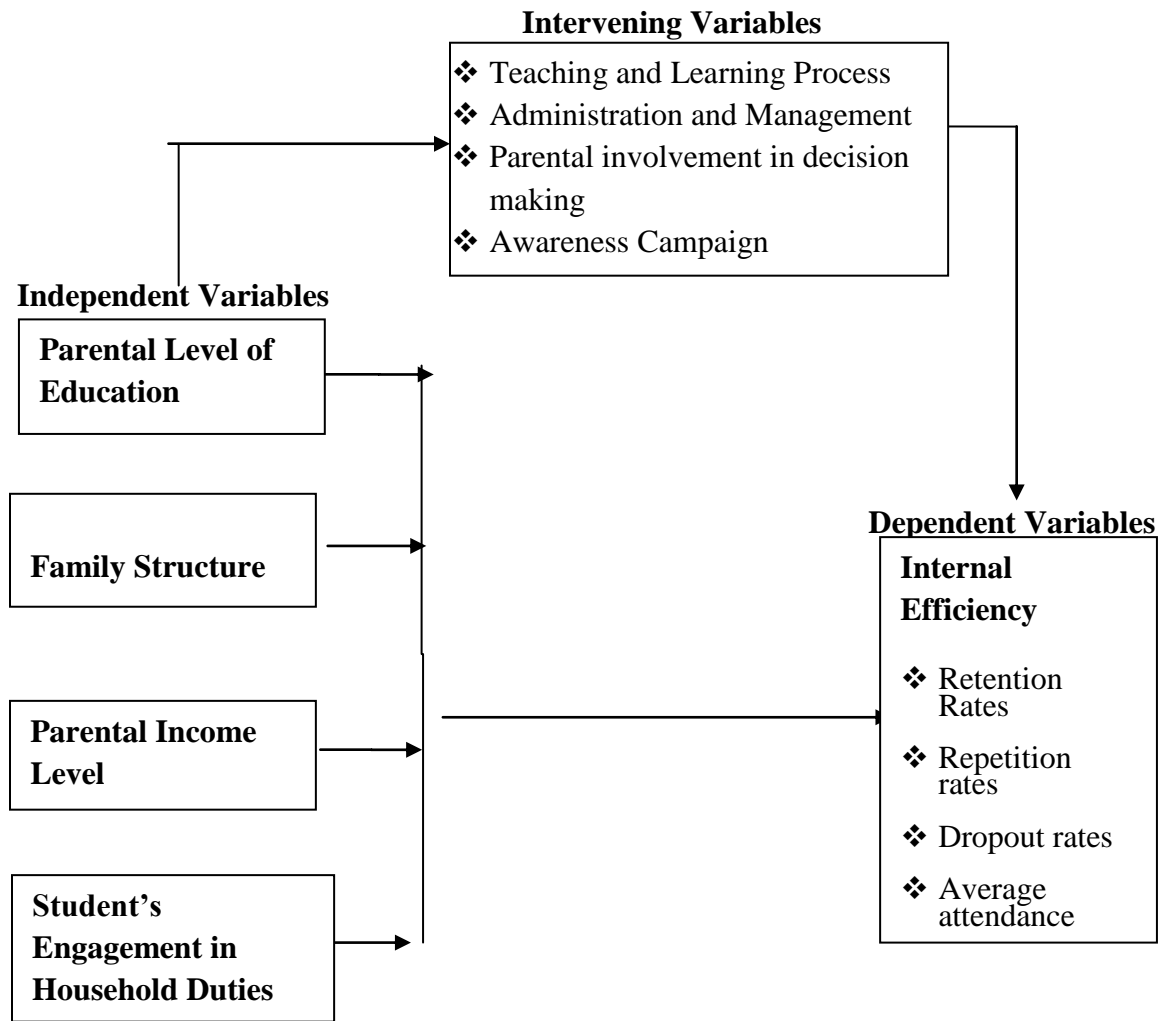 Intervening Variables
❖ Teaching and Learning Process
❖ Administration and Management
❖ Parental involvement in decision
making
❖ Awareness Campaign
Independent Variables
Parental Level of
Education
Family Structure
Parental Income
Level
Student’s
Engagement in
Household Duties
Dependent Variables
Internal
Efficiency
❖ Retention
Rates
❖ Repetition
rates
❖ Dropout rates
❖ Average
attendance